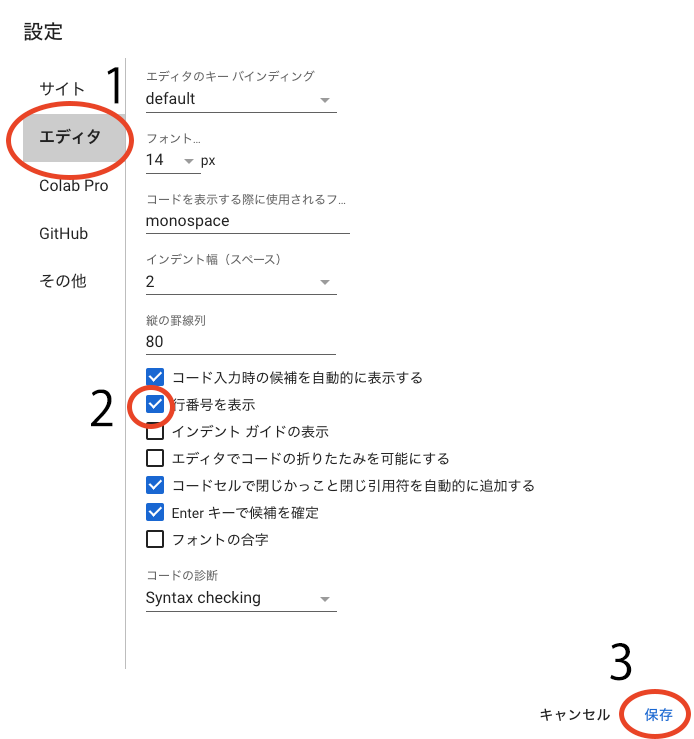 設定
サイト
1
エディタ
Colab Pro
GitHub
その他
エディタのキー バインディング
default
フォント...
14 px
コードを表示する際に使用されるフ...
monospace
インデント幅（スペース）
2
縦の罫線列
80
コード入力時の候補を自動的に表示する
2
行番号を表示
インデント ガイドの表示
エディタでコードの折りたたみを可能にする
コードセルで閉じかっこと閉じ引用符を自動的に追加する
Enter キーで候補を確定
フォントの合字
コードの診断
Syntax checking
3
キャンセル 保存